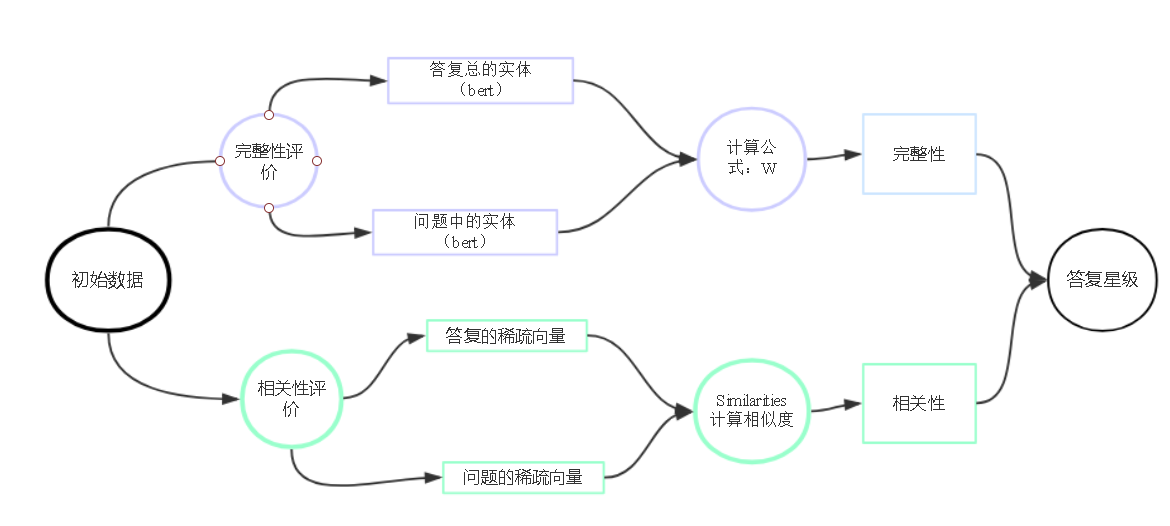 答复总的实体
（bert）
完整性评
价
计算公
式：W
完整性
问题中的实体
（bert）
初始数据
答复星级
答复的稀疏向量
相关性评
价
Similarities
计算相似度
相关性
问题的稀疏向量